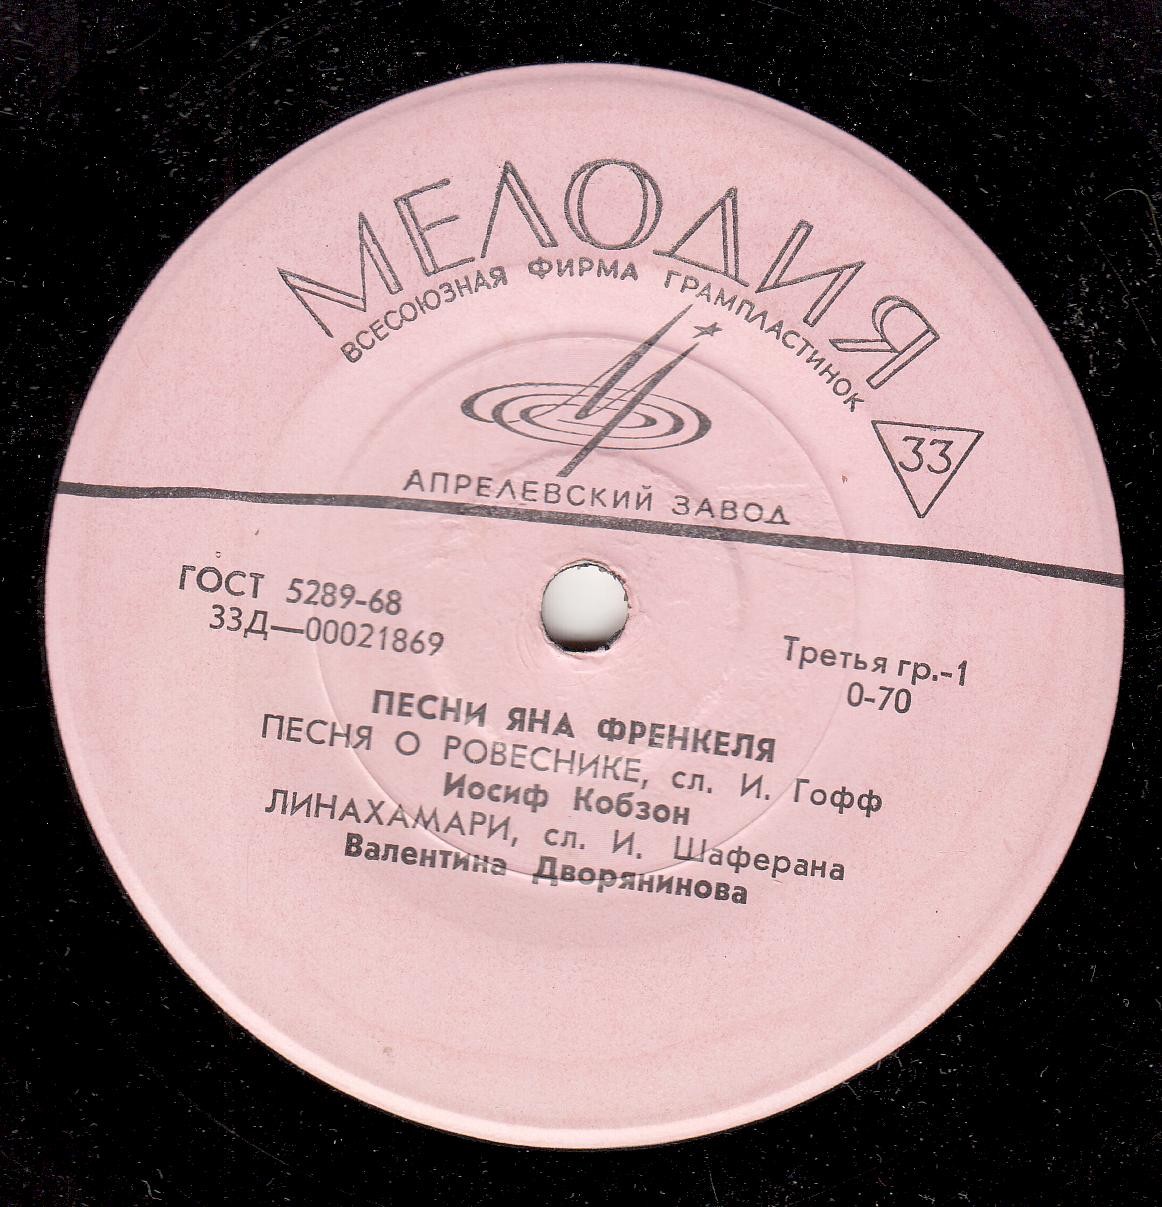 МЕЛОДИЯ
ВСЕСОЮЗНАЯ ФИРМА ГРАМПЛАСТИНОК
33
АПРЕЛЕВСКИЙ ЗАВОД
ГОСТ 5289-68
33Д—00021869
Третья гр.-1
0-70
ПЕСНИ ЯНА ФРЕНКЕЛЯ
ПЕСНЯ О РОВЕСНИКЕ, сл. И. Гофф
Иосиф Кобзон
ЛИНАХАМАРИ, сл. И. Шаферана
Валентина Дворянинова